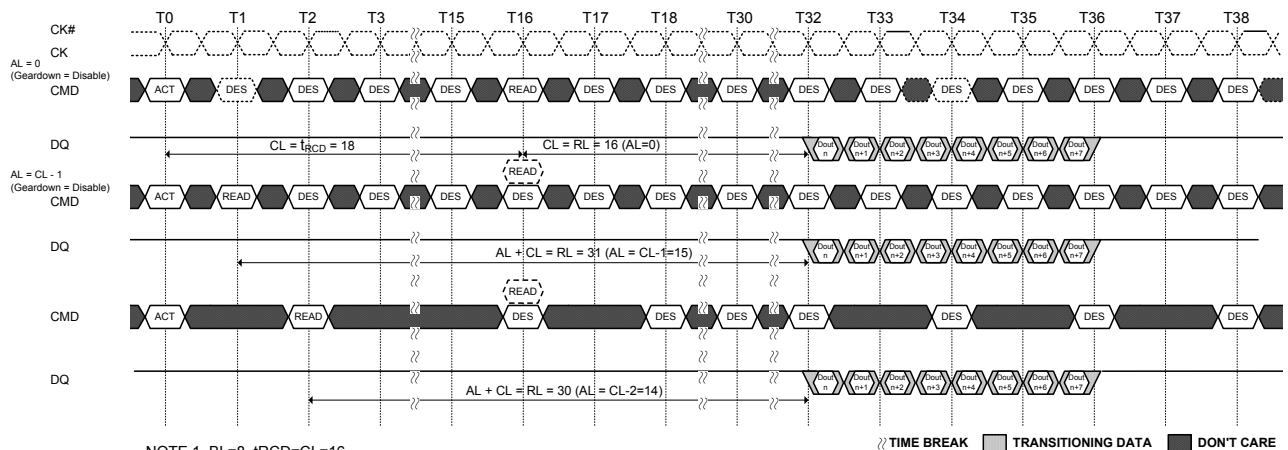 T0 T1 T2 T3 T15 T16 T17 T18 T30 T32 T33 T34 T35 T36 T37 T38
CK#
CK
AL = 0
(Geardown = Disable)
CMD
ACT DES DES DES DES READ DES DES DES DES DES DES DES DES DES DES
DQ
CL = tRCD = 18
CL = RL = 16 (AL=0)
Dout n Dout n+1 Dout n+2 Dout n+3 Dout n+4 Dout n+5 Dout n+6 Dout n+7
READ
AL = CL - 1
(Geardown = Disable)
CMD
ACT READ DES DES DES DES DES DES DES DES DES DES DES DES DES DES
DQ
AL + CL = RL = 31 (AL = CL-1=15)
Dout n Dout n+1 Dout n+2 Dout n+3 Dout n+4 Dout n+5 Dout n+6 Dout n+7
READ
CMD
ACT READ DES DES DES DES DES DES DES
DQ
AL + CL = RL = 30 (AL = CL-2=14)
Dout n Dout n+1 Dout n+2 Dout n+3 Dout n+4 Dout n+5 Dout n+6 Dout n+7
TIME BREAK TRANSITIONING DATA DON'T CARE